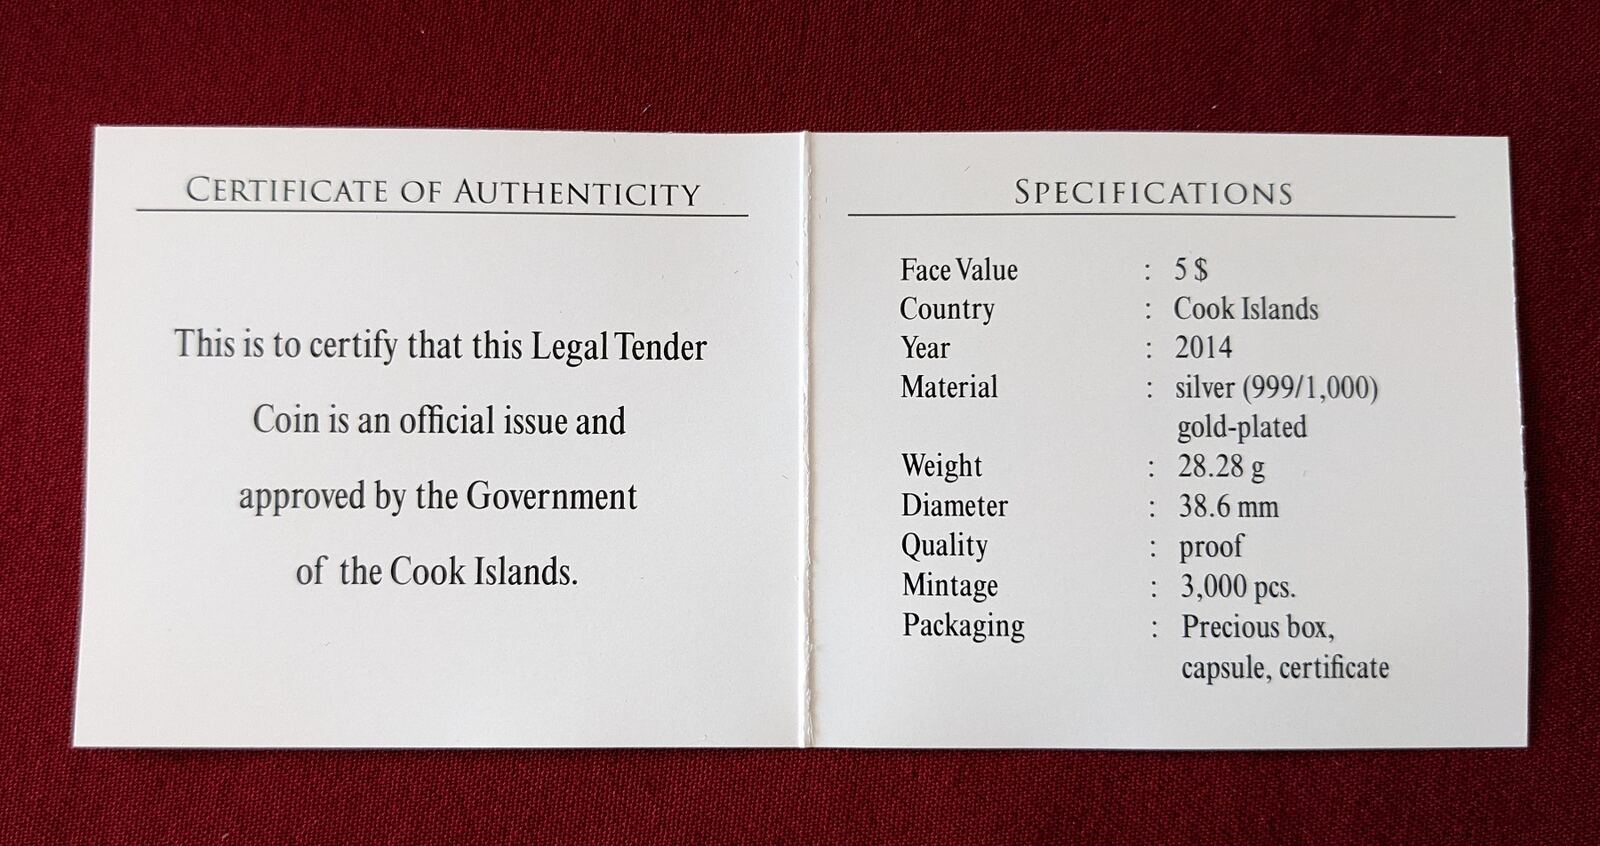 CERTIFICATE OF AUTHENTICITY
This is to certify that this Legal Tender
Coin is an official issue and
approved by the Government
of the Cook Islands.
SPECIFICATIONS
Face Value : 5 $
Country : Cook Islands
Year : 2014
Material : silver (999/1,000)
gold-plated
Weight : 28.28 g
Diameter : 38.6 mm
Quality : proof
Mintage : 3,000 pcs.
Packaging : Precious box,
capsule, certificate